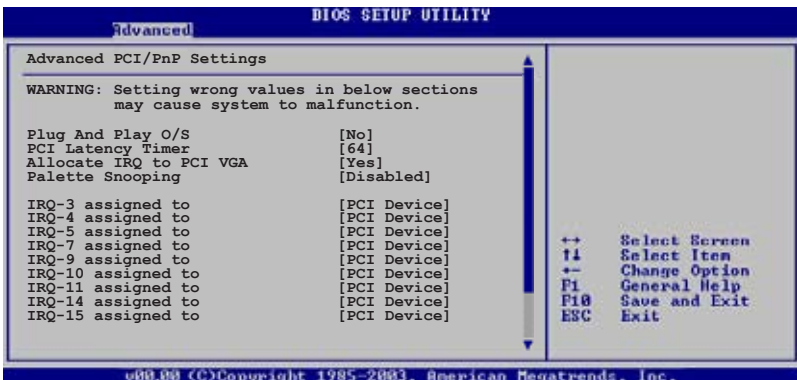 BIOS SETUP UTILITY
Advanced
Advanced PCI/PnP Settings
WARNING: Setting wrong values in below sections
may cause system to malfunction.
Plug And Play O/S [No]
PCI Latency Timer [64]
Allocate IRQ to PCI VGA [Yes]
Palette Snooping [Disabled]
IRQ-3 assigned to [PCI Device]
IRQ-4 assigned to [PCI Device]
IRQ-5 assigned to [PCI Device]
IRQ-7 assigned to [PCI Device]
IRQ-9 assigned to [PCI Device]
IRQ-10 assigned to [PCI Device]
IRQ-11 assigned to [PCI Device]
IRQ-14 assigned to [PCI Device]
IRQ-15 assigned to [PCI Device]
↔ Select Screen
↑↓ Select Item
+- Change Option
F1 General Help
F10 Save and Exit
ESC Exit
v00.00 (C)Copyright 1985-2003, American Megatrends, Inc.